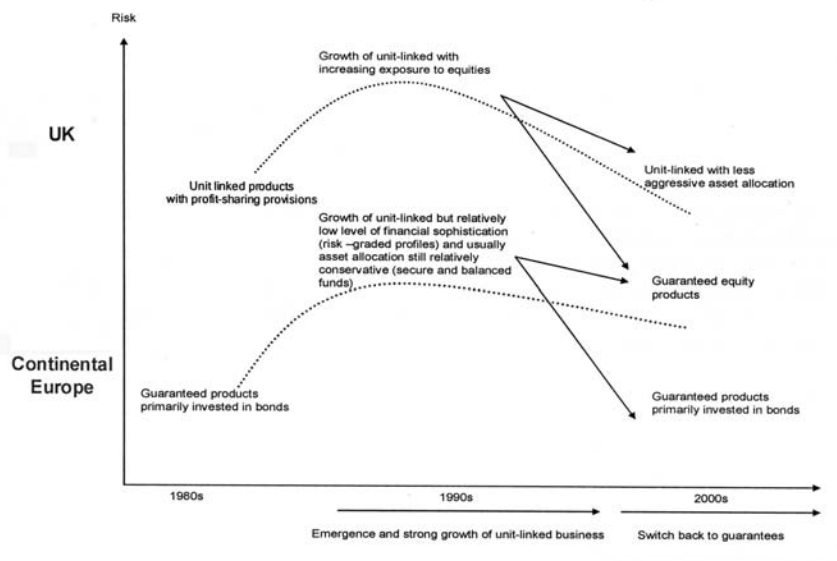 Risk
Growth of unit-linked with
increasing exposure to equities
UK
Unit-linked with less
aggressive asset allocation
Unit linked products
with profit-sharing provisions
Growth of unit-linked but relatively
low level of financial sophistication
(risk –graded profiles) and usually
asset allocation still relatively
conservative (secure and balanced
funds)
Guaranteed equity
products
Continental
Europe
Guaranteed products
primarily invested in bonds
Guaranteed products
primarily invested in bonds
1980s
1990s
2000s
Emergence and strong growth of unit-linked business
Switch back to guarantees